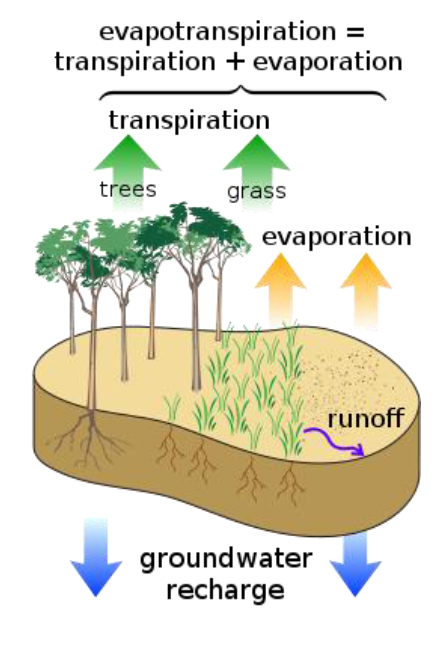 evapotranspiration =
transpiration + evaporation
transpiration
trees
grass
evaporation
runoff
groundwater
recharge